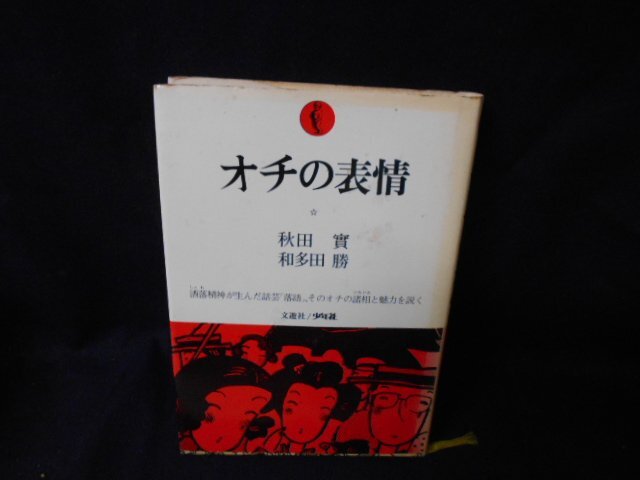 オチの表情
☆
秋田 實
和多田 勝
洒落精神が生んだ話芸「落語」、そのオチの諸相と魅力を説く
文遊社/少年社